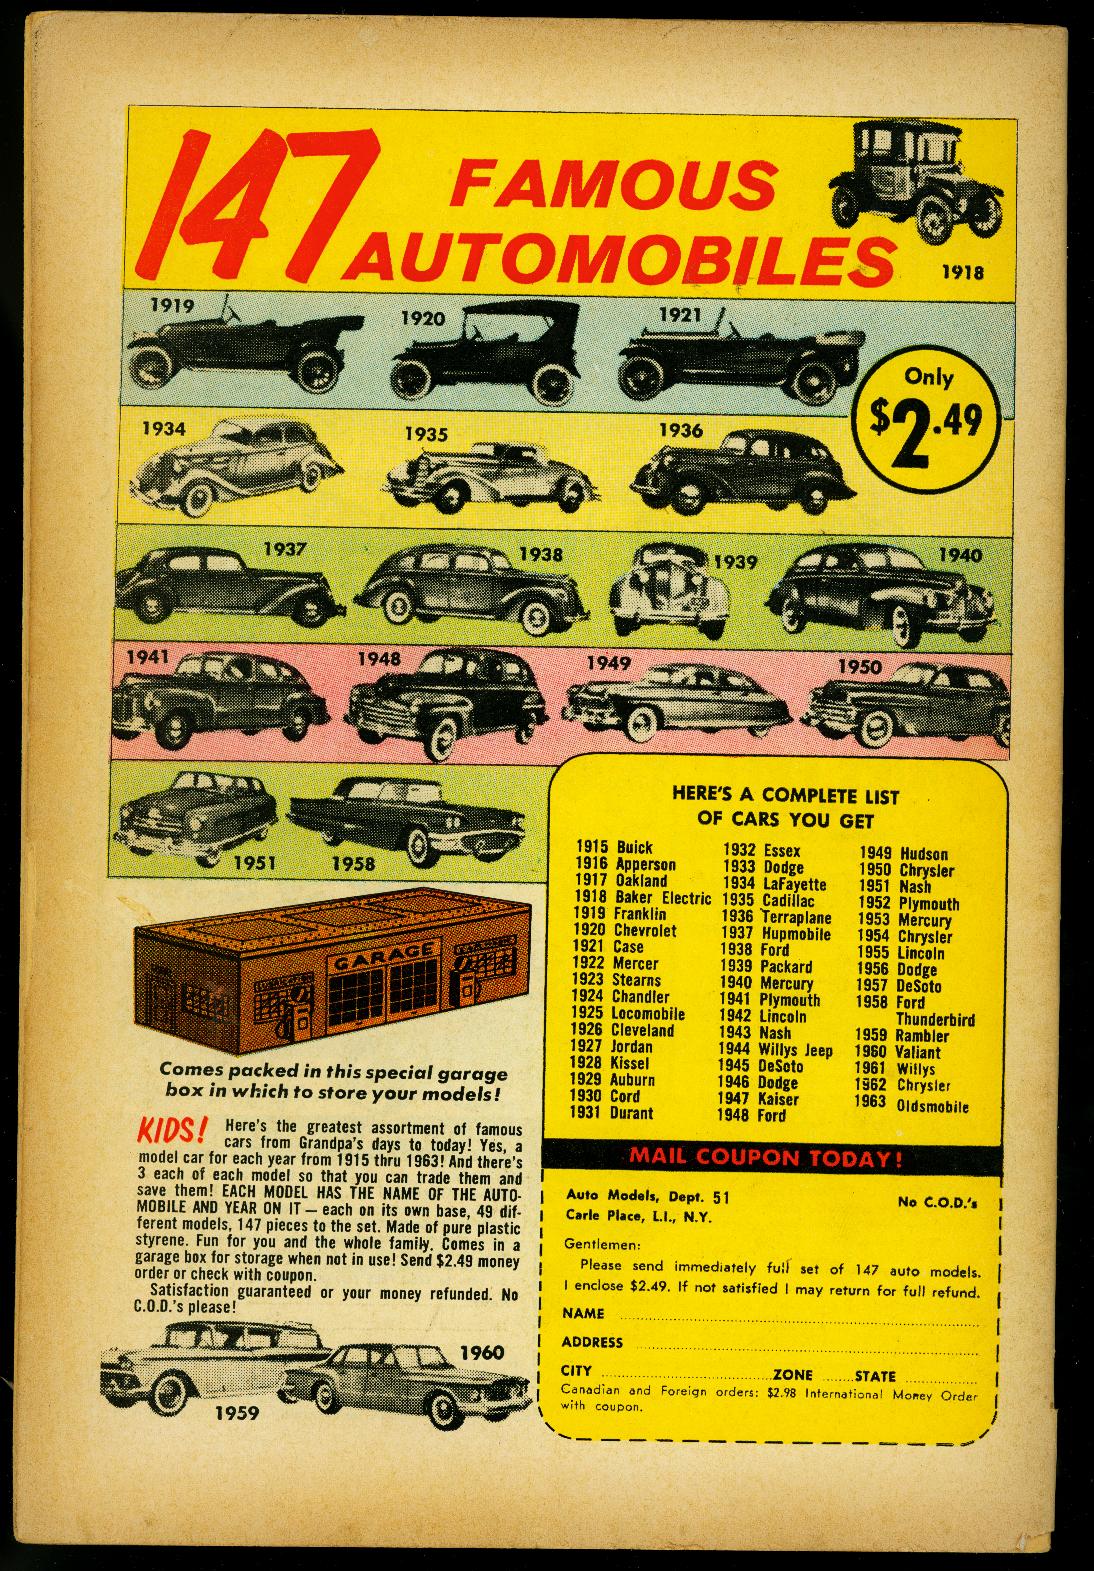 147 FAMOUS
AUTOMOBILES
1918
1919
1920
1921
Only
$2.49
1934
1935
1936
1937
1938
1939
1940
1941
1948
1949
1950
1951
1958
HERE'S A COMPLETE LIST
OF CARS YOU GET
1915 Buick
1916 Apperson
1917 Oakland
1918 Baker Electric
1919 Franklin
1920 Chevrolet
1921 Case
1922 Mercer
1923 Stearns
1924 Chandler
1925 Locomobile
1926 Cleveland
1927 Jordan
1928 Kissel
1929 Auburn
1930 Cord
1931 Durant
1932 Essex
1933 Dodge
1934 LaFayette
1935 Cadillac
1936 Terraplane
1937 Hupmobile
1938 Ford
1939 Packard
1940 Mercury
1941 Plymouth
1942 Lincoln
1943 Nash
1944 Willys Jeep
1945 DeSoto
1946 Dodge
1947 Kaiser
1948 Ford
1949 Hudson
1950 Chrysler
1951 Nash
1952 Plymouth
1953 Mercury
1954 Chrysler
1955 Lincoln
1956 Dodge
1957 DeSoto
1958 Ford
Thunderbird
1959 Rambler
1960 Valiant
1961 Willys
1962 Chrysler
1963 Oldsmobile
GARAGE
Comes packed in this special garage
box in which to store your models!
KIDS! Here's the greatest assortment of famous
cars from Grandpa's days to today! Yes, a
model car for each year from 1915 thru 1963! And there's
3 each of each model so that you can trade them and
save them! EACH MODEL HAS THE NAME OF THE AUTO-
MOBILE AND YEAR ON IT — each on its own base, 49 dif-
ferent models, 147 pieces to the set. Made of pure plastic
styrene. Fun for you and the whole family. Comes in a
garage box for storage when not in use! Send $2.49 money
order or check with coupon.
Satisfaction guaranteed or your money refunded. No
C.O.D.'s please!
1959
1960
MAIL COUPON TODAY!
Auto Models, Dept. 51 No C.O.D.'s
Carle Place, L.I., N.Y.
Gentlemen:
Please send immediately full set of 147 auto models.
I enclose $2.49. If not satisfied I may return for full refund.
NAME
ADDRESS
CITY ZONE STATE
Canadian and Foreign orders: $2.98 International Money Order
with coupon.